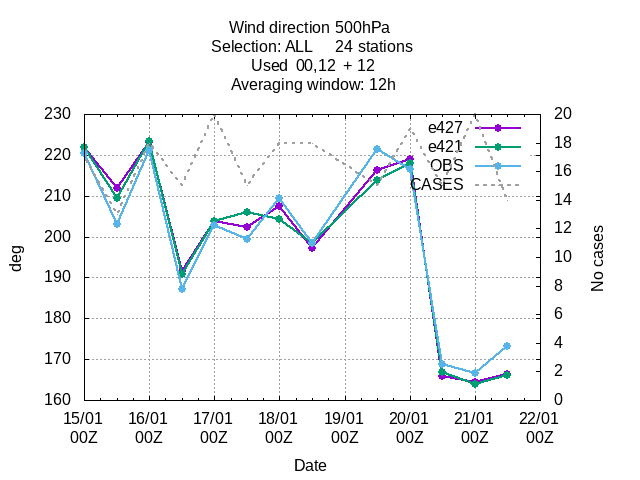 Wind direction 500hPa
Selection: ALL 24 stations
Used 00,12 + 12
Averaging window: 12h
e427
e421
OBS
CASES
230
220
210
200
190
180
170
160
deg
20
18
16
14
12
10
8
6
4
2
0
No cases
15/01 16/01 17/01 18/01 19/01 20/01 21/01 22/01
00Z 00Z 00Z 00Z 00Z 00Z 00Z 00Z
Date